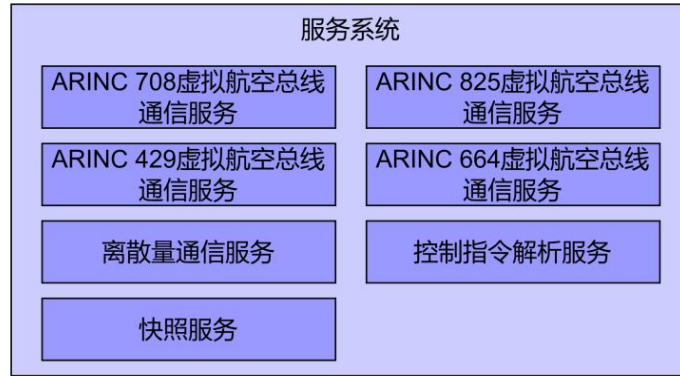 服务系统
ARINC 708虚拟航空总线
通信服务
ARINC 825虚拟航空总线
通信服务
ARINC 429虚拟航空总线
通信服务
ARINC 664虚拟航空总线
通信服务
离散量通信服务
控制指令解析服务
快照服务